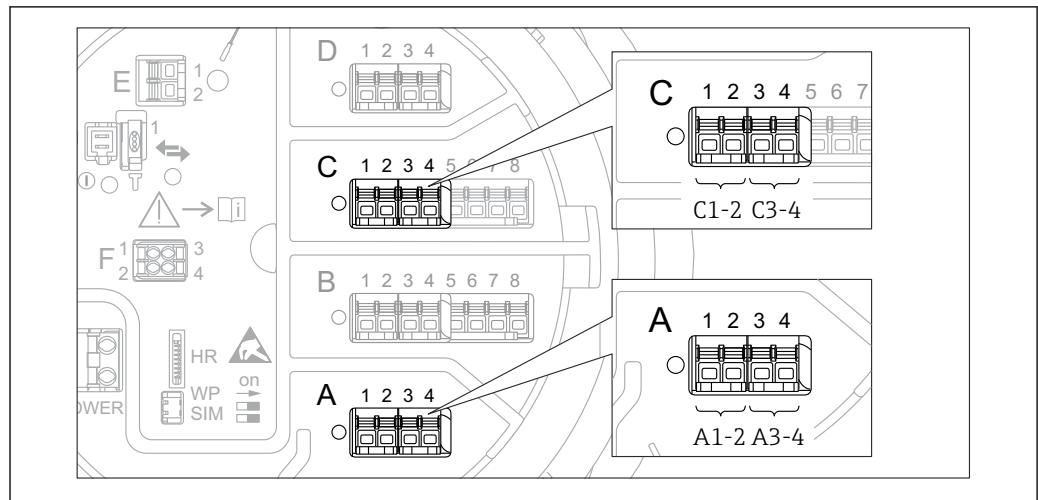 D 1 2 3 4
E 1
2
1
C 1 2 3 4 5 6 7 8
F 1 3
2 4
B 1 2 3 4 5 6 7 8
HR
WP on
SIM
OWER
A 1 2 3 4
C 1 2 3 4 5 6 7
C1-2 C3-4
A 1 2 3 4
A1-2 A3-4